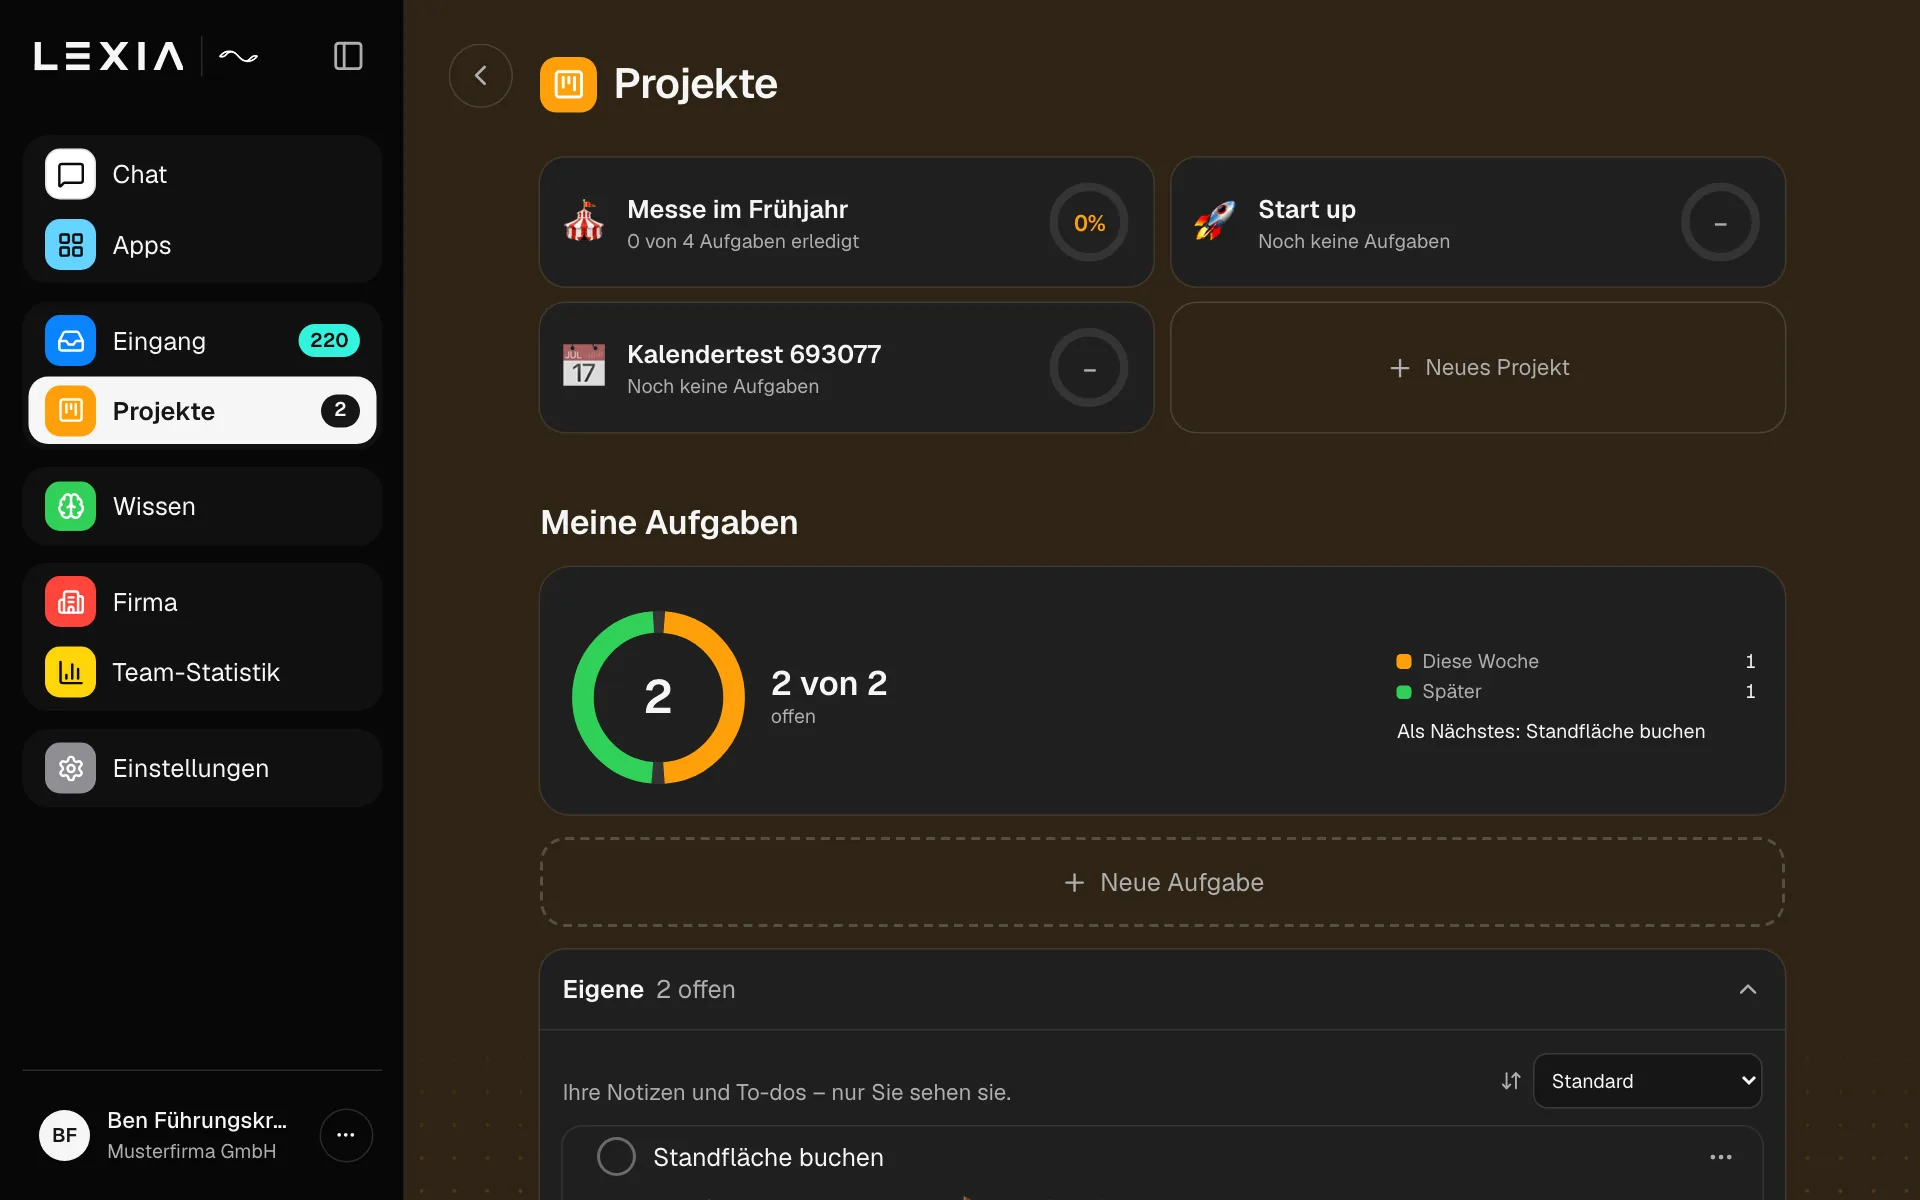 LEXIA
Chat
Apps
Eingang 220
Projekte 2
Wissen
Firma
Team-Statistik
Einstellungen
BF
Ben Führungskr...
Musterfirma GmbH
Projekte
Messe im Frühjahr
0 von 4 Aufgaben erledigt
0%
Start up
Noch keine Aufgaben
–
JUL
17
Kalendertest 693077
Noch keine Aufgaben
–
+ Neues Projekt
Meine Aufgaben
2
2 von 2
offen
Diese Woche 1
Später 1
Als Nächstes: Standfläche buchen
+ Neue Aufgabe
Eigene 2 offen
Ihre Notizen und To-dos – nur Sie sehen sie.
Standard
Standfläche buchen